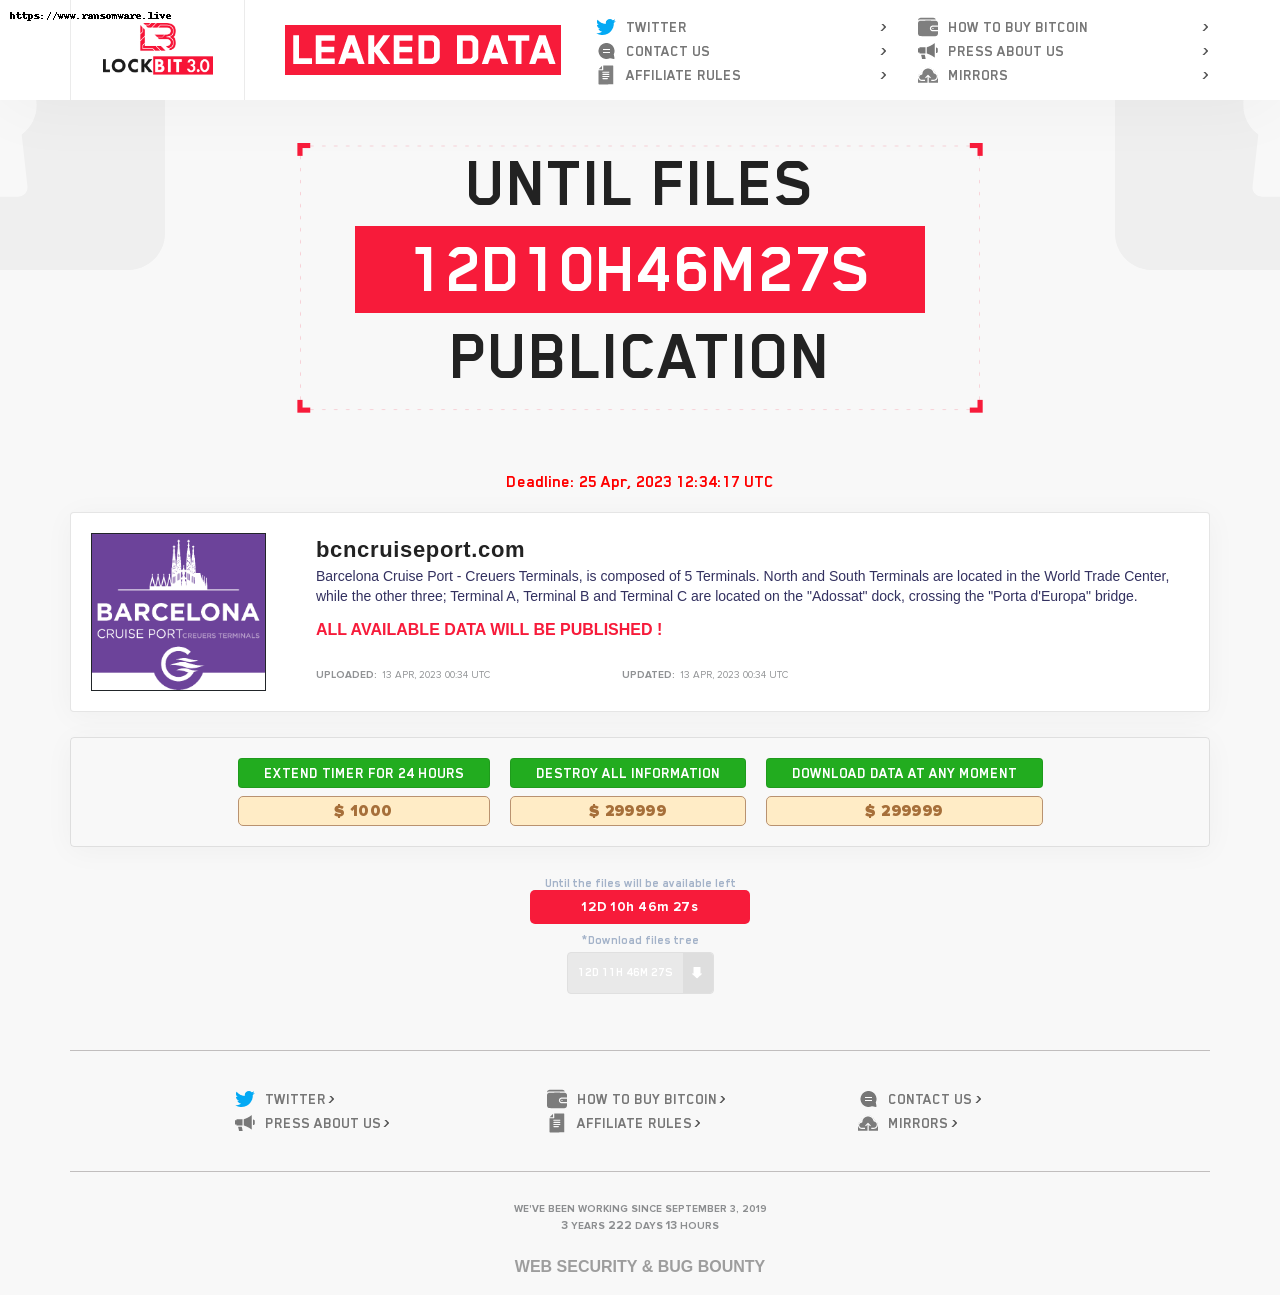 https://www.ransomware.live
LOCKBIT 3.0
LEAKED DATA
TWITTER
CONTACT US
AFFILIATE RULES
HOW TO BUY BITCOIN
PRESS ABOUT US
MIRRORS
UNTIL FILES
12D10H46M27S
PUBLICATION
Deadline: 25 Apr, 2023 12:34:17 UTC
BARCELONA
CRUISE PORT CREUERS TERMINALS
bcncruiseport.com
Barcelona Cruise Port - Creuers Terminals, is composed of 5 Terminals. North and South Terminals are located in the World Trade Center,
while the other three; Terminal A, Terminal B and Terminal C are located on the "Adossat" dock, crossing the "Porta d'Europa" bridge.
ALL AVAILABLE DATA WILL BE PUBLISHED !
UPLOADED: 13 APR, 2023 00:34 UTC
UPDATED: 13 APR, 2023 00:34 UTC
EXTEND TIMER FOR 24 HOURS
$ 1000
DESTROY ALL INFORMATION
$ 299999
DOWNLOAD DATA AT ANY MOMENT
$ 299999
Until the files will be available left
12D 10h 46m 27s
*Download files tree
12D 11H 46M 27S
TWITTER
PRESS ABOUT US
HOW TO BUY BITCOIN
AFFILIATE RULES
CONTACT US
MIRRORS
WE'VE BEEN WORKING SINCE SEPTEMBER 3, 2019
3 YEARS 222 DAYS 13 HOURS
WEB SECURITY & BUG BOUNTY